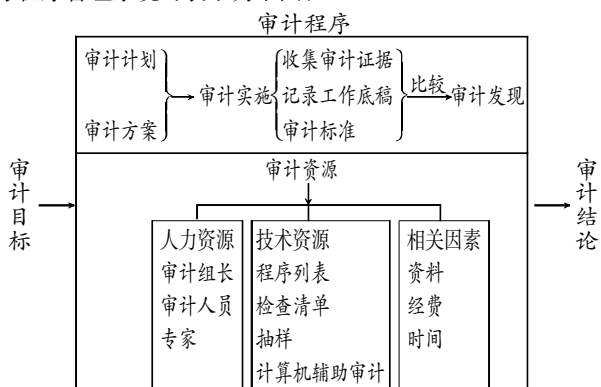 审计程序
审计计划
审计方案
审计实施
收集审计证据
记录工作底稿
审计标准
比较
审计发现
审计目标
审计资源
人力资源
审计组长
审计人员
专家
技术资源
程序列表
检查清单
抽样
计算机辅助审计
相关因素
资料
经费
时间
审计结论